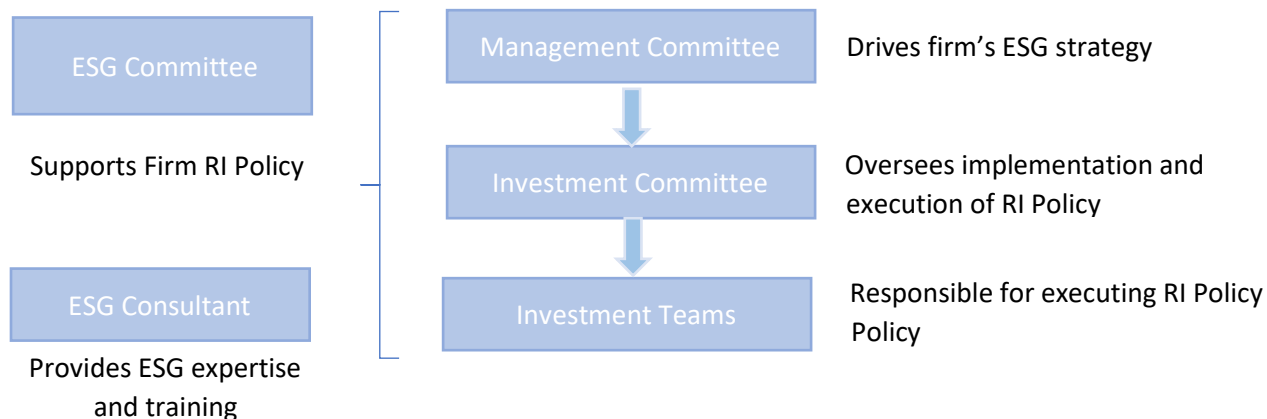 ESG Committee
Supports Firm RI Policy
ESG Consultant
Provides ESG expertise
and training
Management Committee
Drives firm’s ESG strategy
Investment Committee
Oversees implementation and
execution of RI Policy
Investment Teams
Responsible for executing RI Policy
Policy